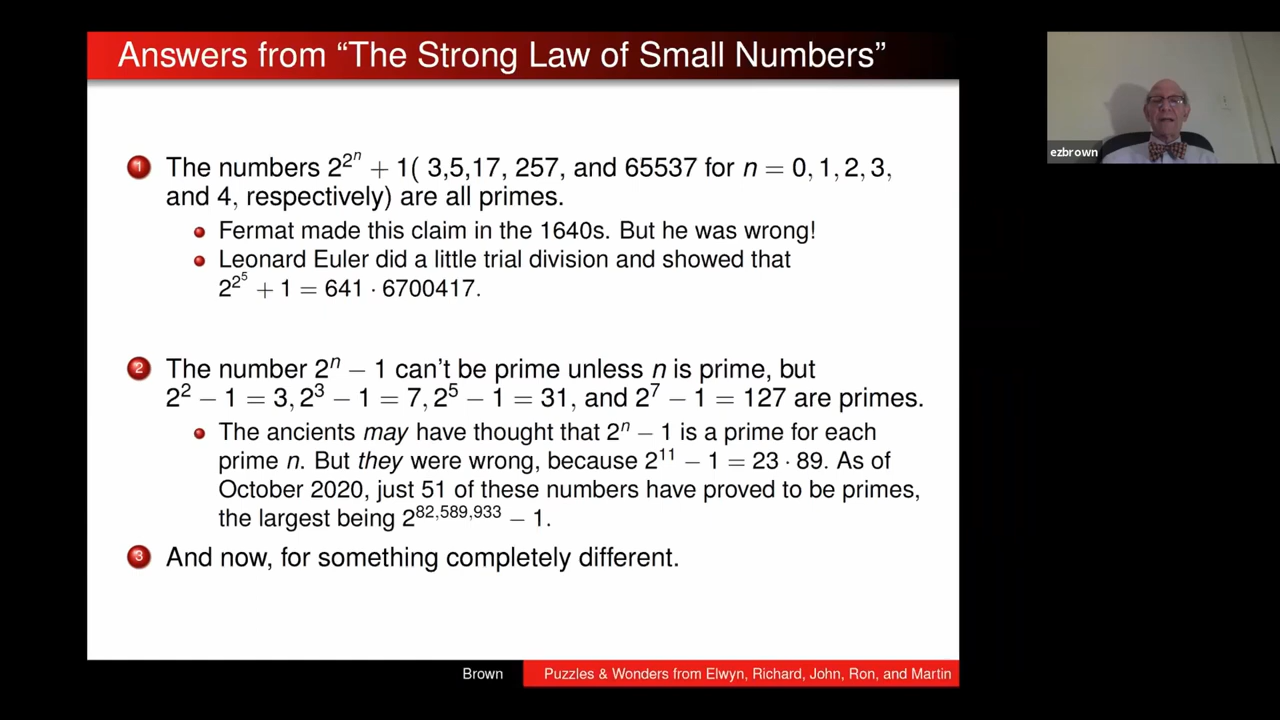 Answers from “The Strong Law of Small Numbers”
1 The numbers 2^{2^n} + 1( 3,5,17, 257, and 65537 for n = 0, 1, 2, 3,
and 4, respectively) are all primes.
Fermat made this claim in the 1640s. But he was wrong!
Leonard Euler did a little trial division and showed that
2^{2^5} + 1 = 641 · 6700417.
2 The number 2^n − 1 can’t be prime unless n is prime, but
2^2 − 1 = 3, 2^3 − 1 = 7, 2^5 − 1 = 31, and 2^7 − 1 = 127 are primes.
The ancients may have thought that 2^n − 1 is a prime for each
prime n. But they were wrong, because 2^11 − 1 = 23 · 89. As of
October 2020, just 51 of these numbers have proved to be primes,
the largest being 2^{82,589,933} − 1.
3 And now, for something completely different.
Brown Puzzles & Wonders from Elwyn, Richard, John, Ron, and Martin
ezbrown